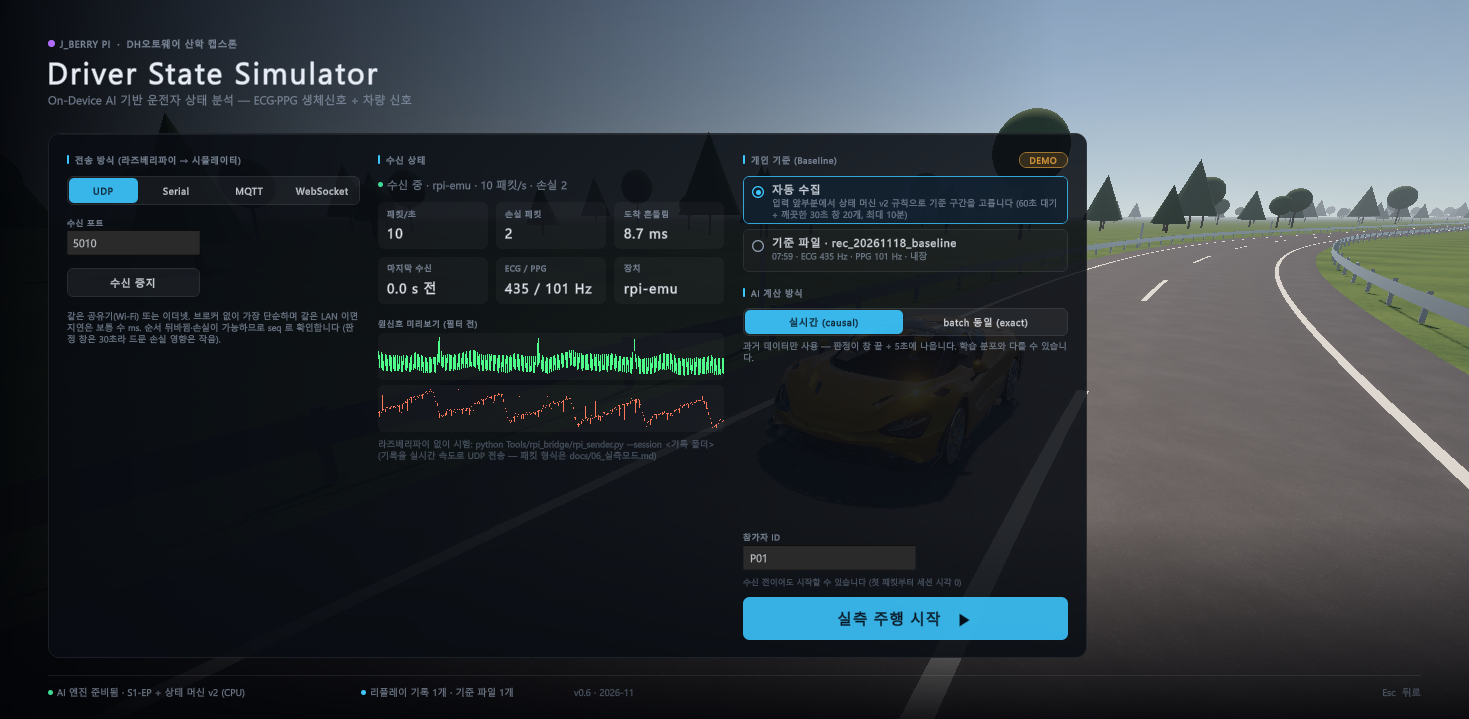 J_BERRY PI · DH오토웨어 산학 캡스톤
Driver State Simulator
On-Device AI 기반 운전자 상태 분석 — ECG·PPG 생체신호 + 차량 신호
전송 방식 (라즈베리파이 → 시뮬레이터)
UDP Serial MQTT WebSocket
수신 포트
5010
수신 중지
같은 공유기(Wi-Fi) 또는 이더넷. 브로커 없이 가장 단순하며 같은 LAN 이면
지연은 보통 수 ms. 순서 뒤바뀜·손실이 가능하므로 seq 로 확인합니다 (판
정 창은 30초라 드문 손실 영향은 작음).
수신 상태
수신 중 · rpi-emu · 10 패킷/s · 손실 2
패킷/초
10
손실 패킷
2
도착 흔들림
8.7 ms
마지막 수신
0.0 s 전
ECG / PPG
435 / 101 Hz
장치
rpi-emu
원신호 미리보기 (필터 전)
라즈베리파이 없이 시험: python Tools/rpi_bridge/rpi_sender.py --session <기록 폴더>
(기록을 실시간 속도로 UDP 전송 — 패킷 형식은 docs/06_실측모드.md)
개인 기준 (Baseline)
DEMO
자동 수집
입력 앞부분에서 상태 머신 v2 규칙으로 기준 구간을 고릅니다 (60초 대기
+ 깨끗한 30초 창 20개, 최대 10분)
기준 파일 · rec_20261118_baseline
07:59 · ECG 435 Hz · PPG 101 Hz · 내장
AI 계산 방식
실시간 (causal) batch 동일 (exact)
과거 데이터만 사용 — 판정이 창 끝 + 5초에 나옵니다. 학습 분포와 다를 수 있습니
다.
참가자 ID
P01
수신 전이어도 시작할 수 있습니다 (첫 패킷부터 세션 시각 0)
실측 주행 시작 ▶
AI 엔진 준비됨 · S1-EP + 상태 머신 v2 (CPU)
리플레이 기록 1개 · 기준 파일 1개
v0.6 · 2026-11
Esc 뒤로